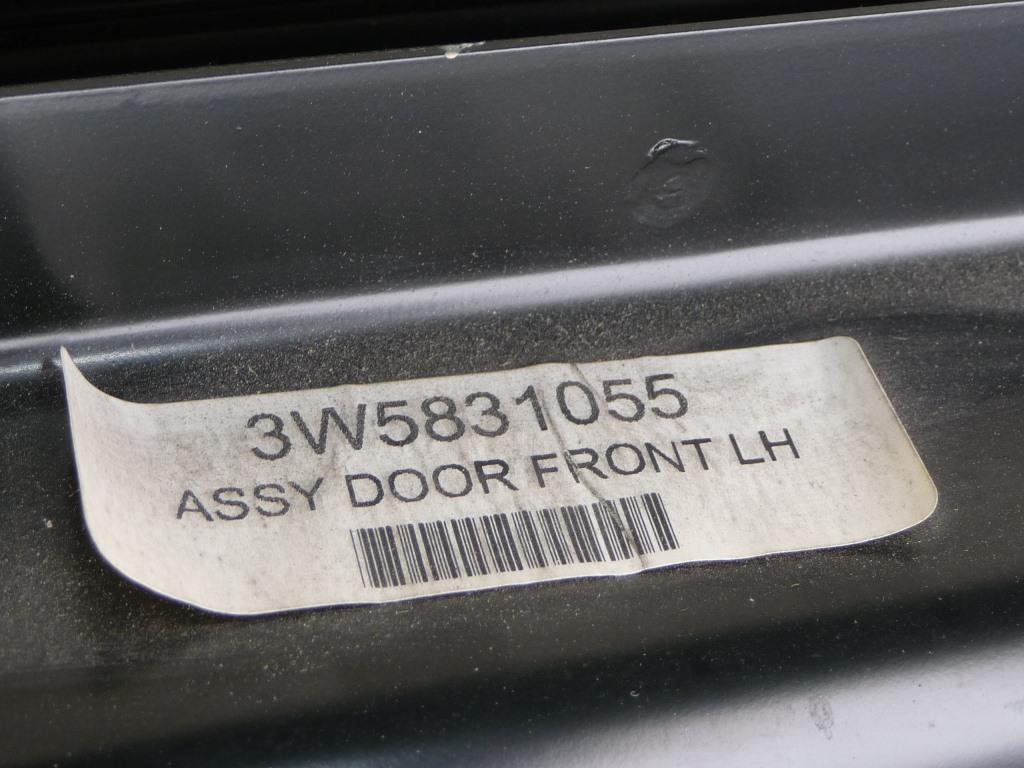 3W5831055
ASSY DOOR FRONT LH